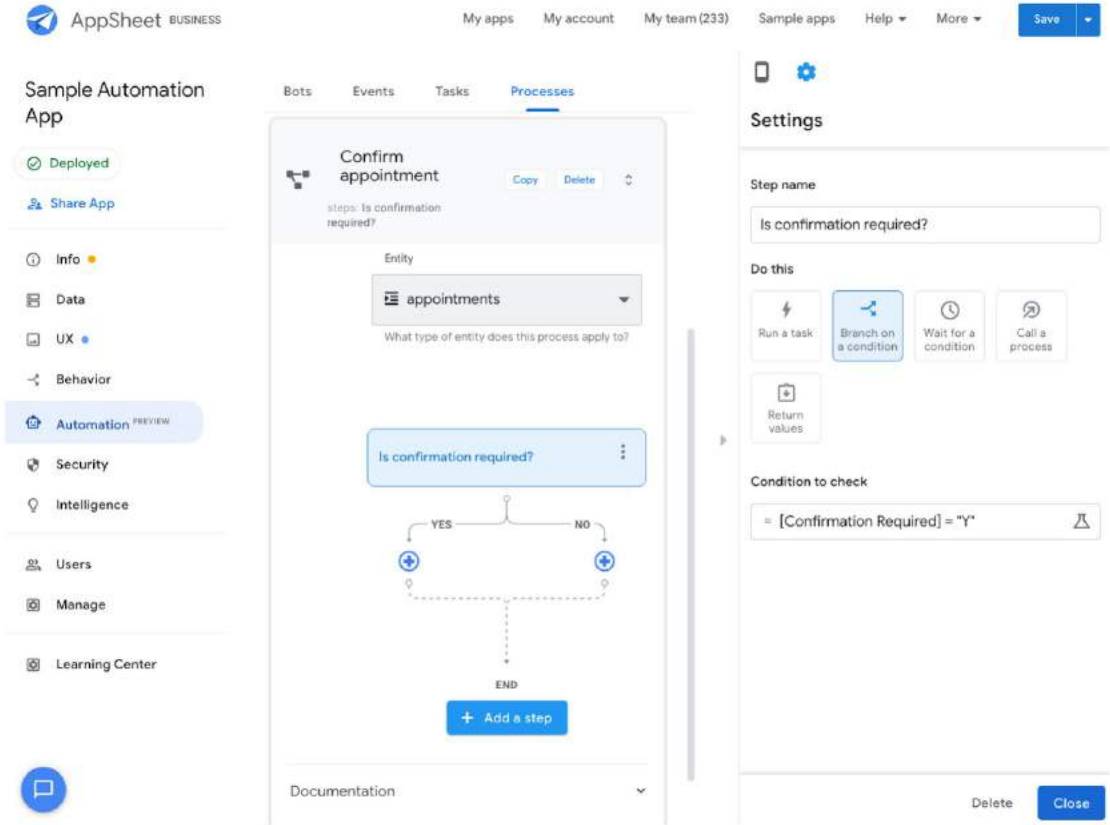 AppSheet BUSINESS
My apps My account My team (233) Sample apps Help More Save
Sample Automation
App
Deployed
Share App
Info
Data
UX
Behavior
Automation PREVIEW
Security
Intelligence
Users
Manage
Learning Center
Bots Events Tasks Processes
Confirm
appointment
Copy Delete
steps: Is confirmation
required?
Entity
appointments
What type of entity does this process apply to?
Is confirmation required?
YES NO
END
+ Add a step
Documentation
Settings
Step name
Is confirmation required?
Do this
Run a task
Branch on
a condition
Wait for a
condition
Call a
process
Return
values
Condition to check
= [Confirmation Required] = "Y"
Delete Close